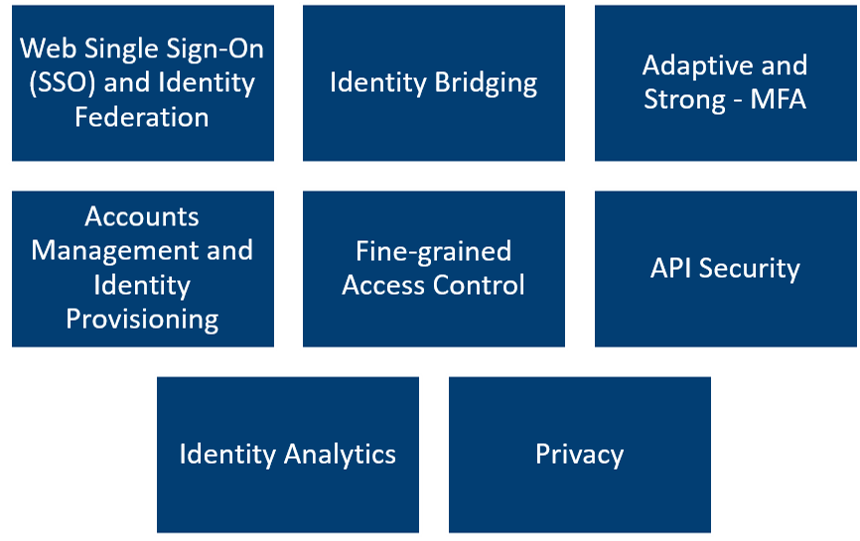 Web Single Sign-On
(SSO) and Identity
Federation
Identity Bridging
Adaptive and
Strong - MFA
Accounts
Management and
Identity
Provisioning
Fine-grained
Access Control
API Security
Identity Analytics
Privacy